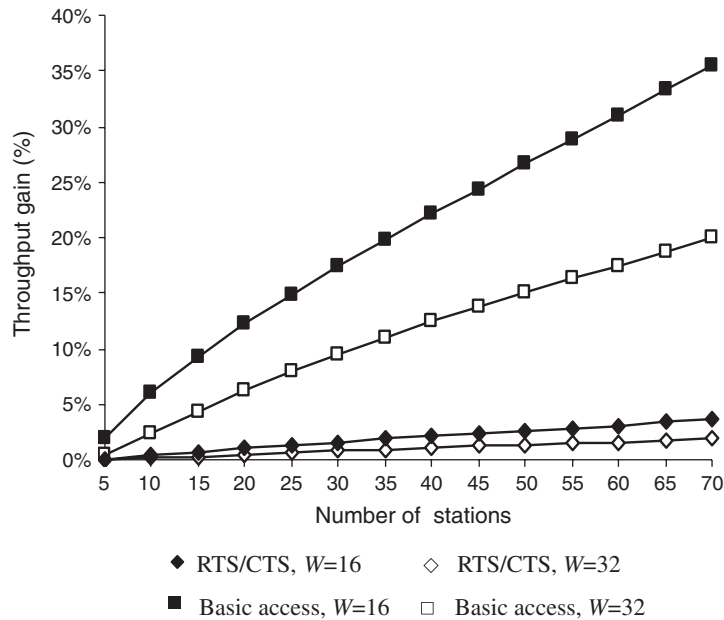 40%
35%
30%
25%
20%
15%
10%
5%
0%
Throughput gain (%)
5 10 15 20 25 30 35 40 45 50 55 60 65 70
Number of stations
RTS/CTS, W=16 RTS/CTS, W=32
Basic access, W=16 Basic access, W=32